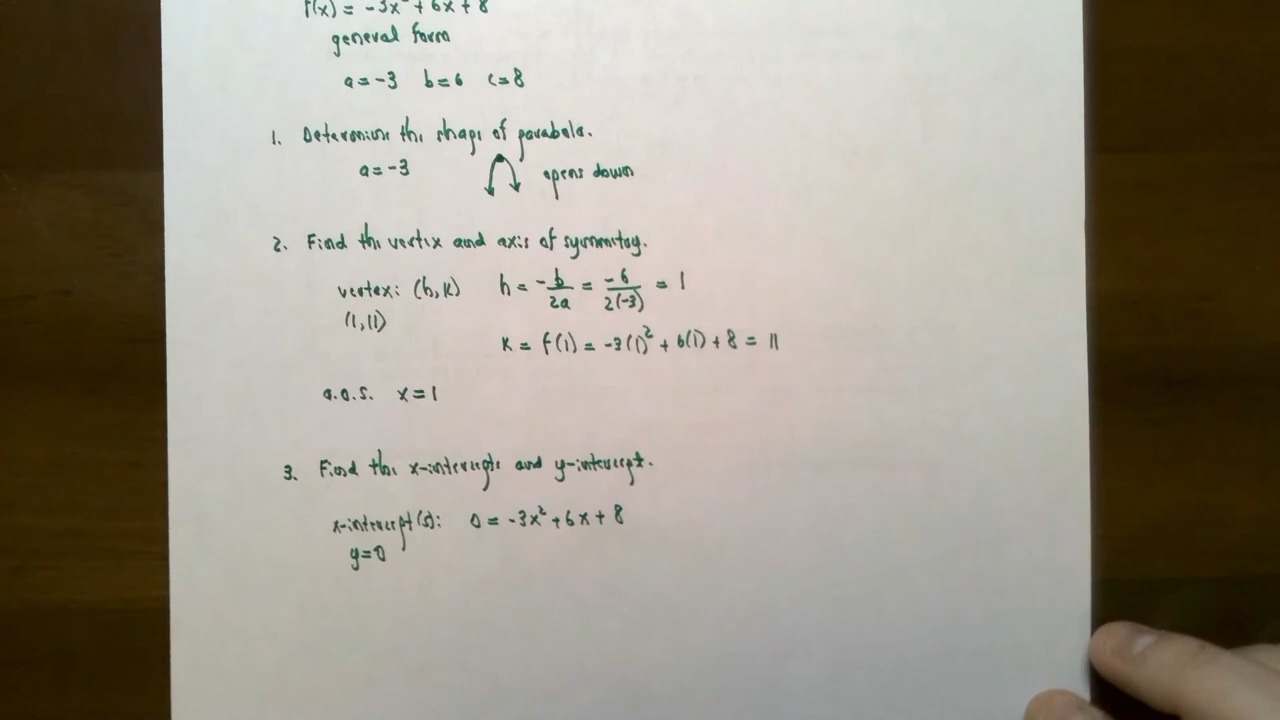 f(x) = -3x² + 6x + 8
general form
a = -3 b = 6 c = 8
1. Determine the shape of parabola.
a = -3 opens down
2. Find the vertex and axis of symmetry.
vertex: (h, k) h = -b/2a = -6/2(-3) = 1
(1, 11)
k = f(1) = -3(1)² + 6(1) + 8 = 11
a.o.s. x = 1
3. Find the x-intercepts and y-intercept.
x-intercept(s): 0 = -3x² + 6x + 8
y = 0